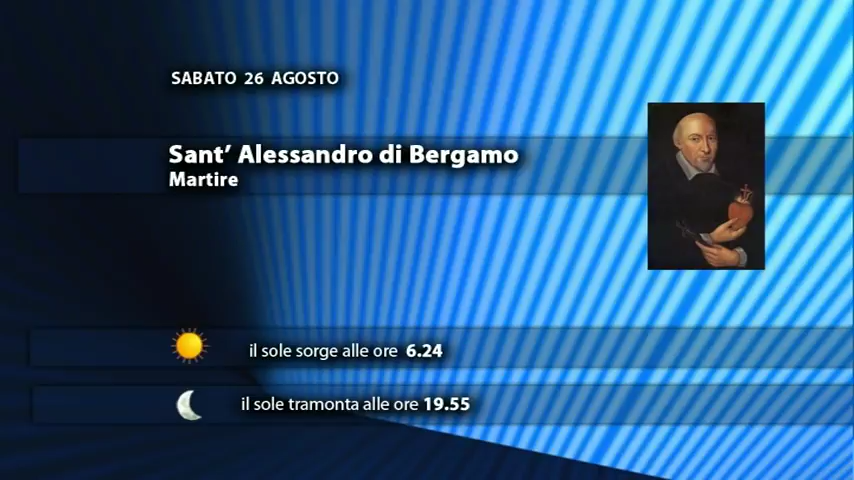 SABATO 26 AGOSTO
Sant' Alessandro di Bergamo
Martire
il sole sorge alle ore 6.24
il sole tramonta alle ore 19.55